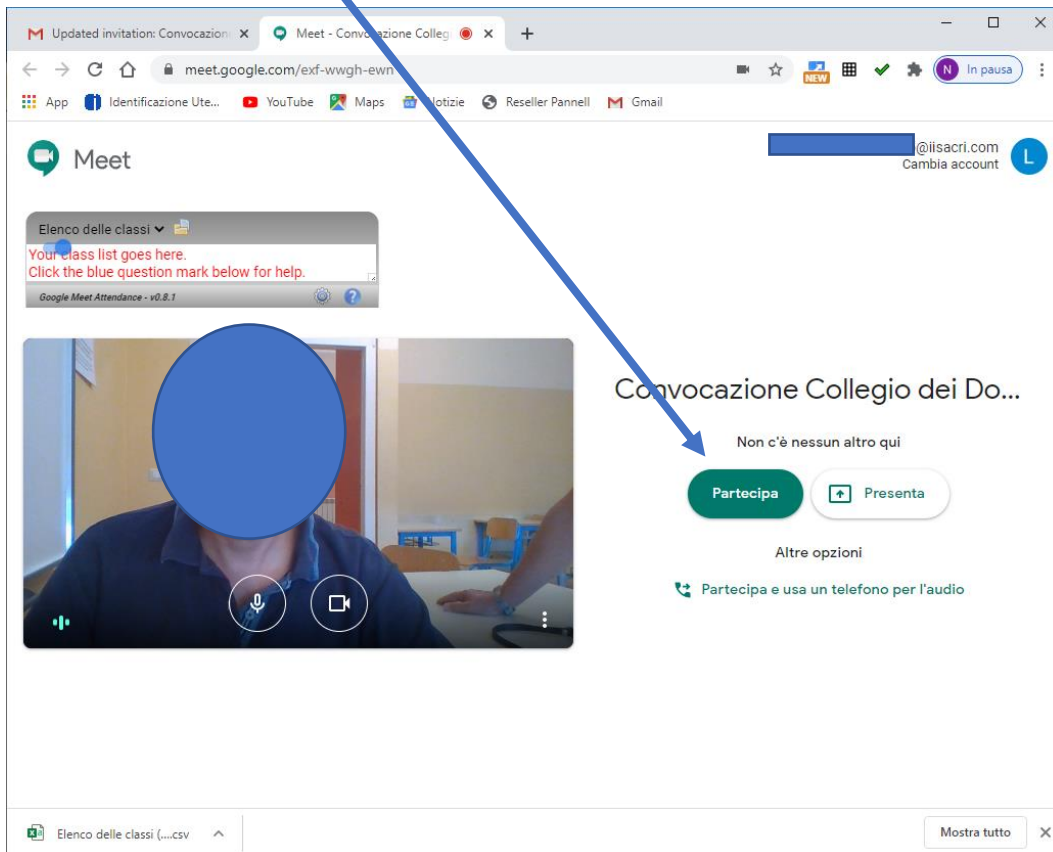 Updated invitation: Convocazion
Meet - Convocazione Colleg
meet.google.com/exf-wwgh-ewn
NEW
N
In pausa
App
Identificazione Ute...
YouTube
Maps
Notizie
Reseller Pannell
Gmail
Meet
@iisacri.com
Cambia account
L
Elenco delle classi
Your class list goes here.
Click the blue question mark below for help.
Google Meet Attendance - v0.8.1
Convocazione Collegio dei Do...
Non c'è nessun altro qui
Partecipa
Presenta
Altre opzioni
Partecipa e usa un telefono per l'audio
Elenco delle classi (....csv
Mostra tutto